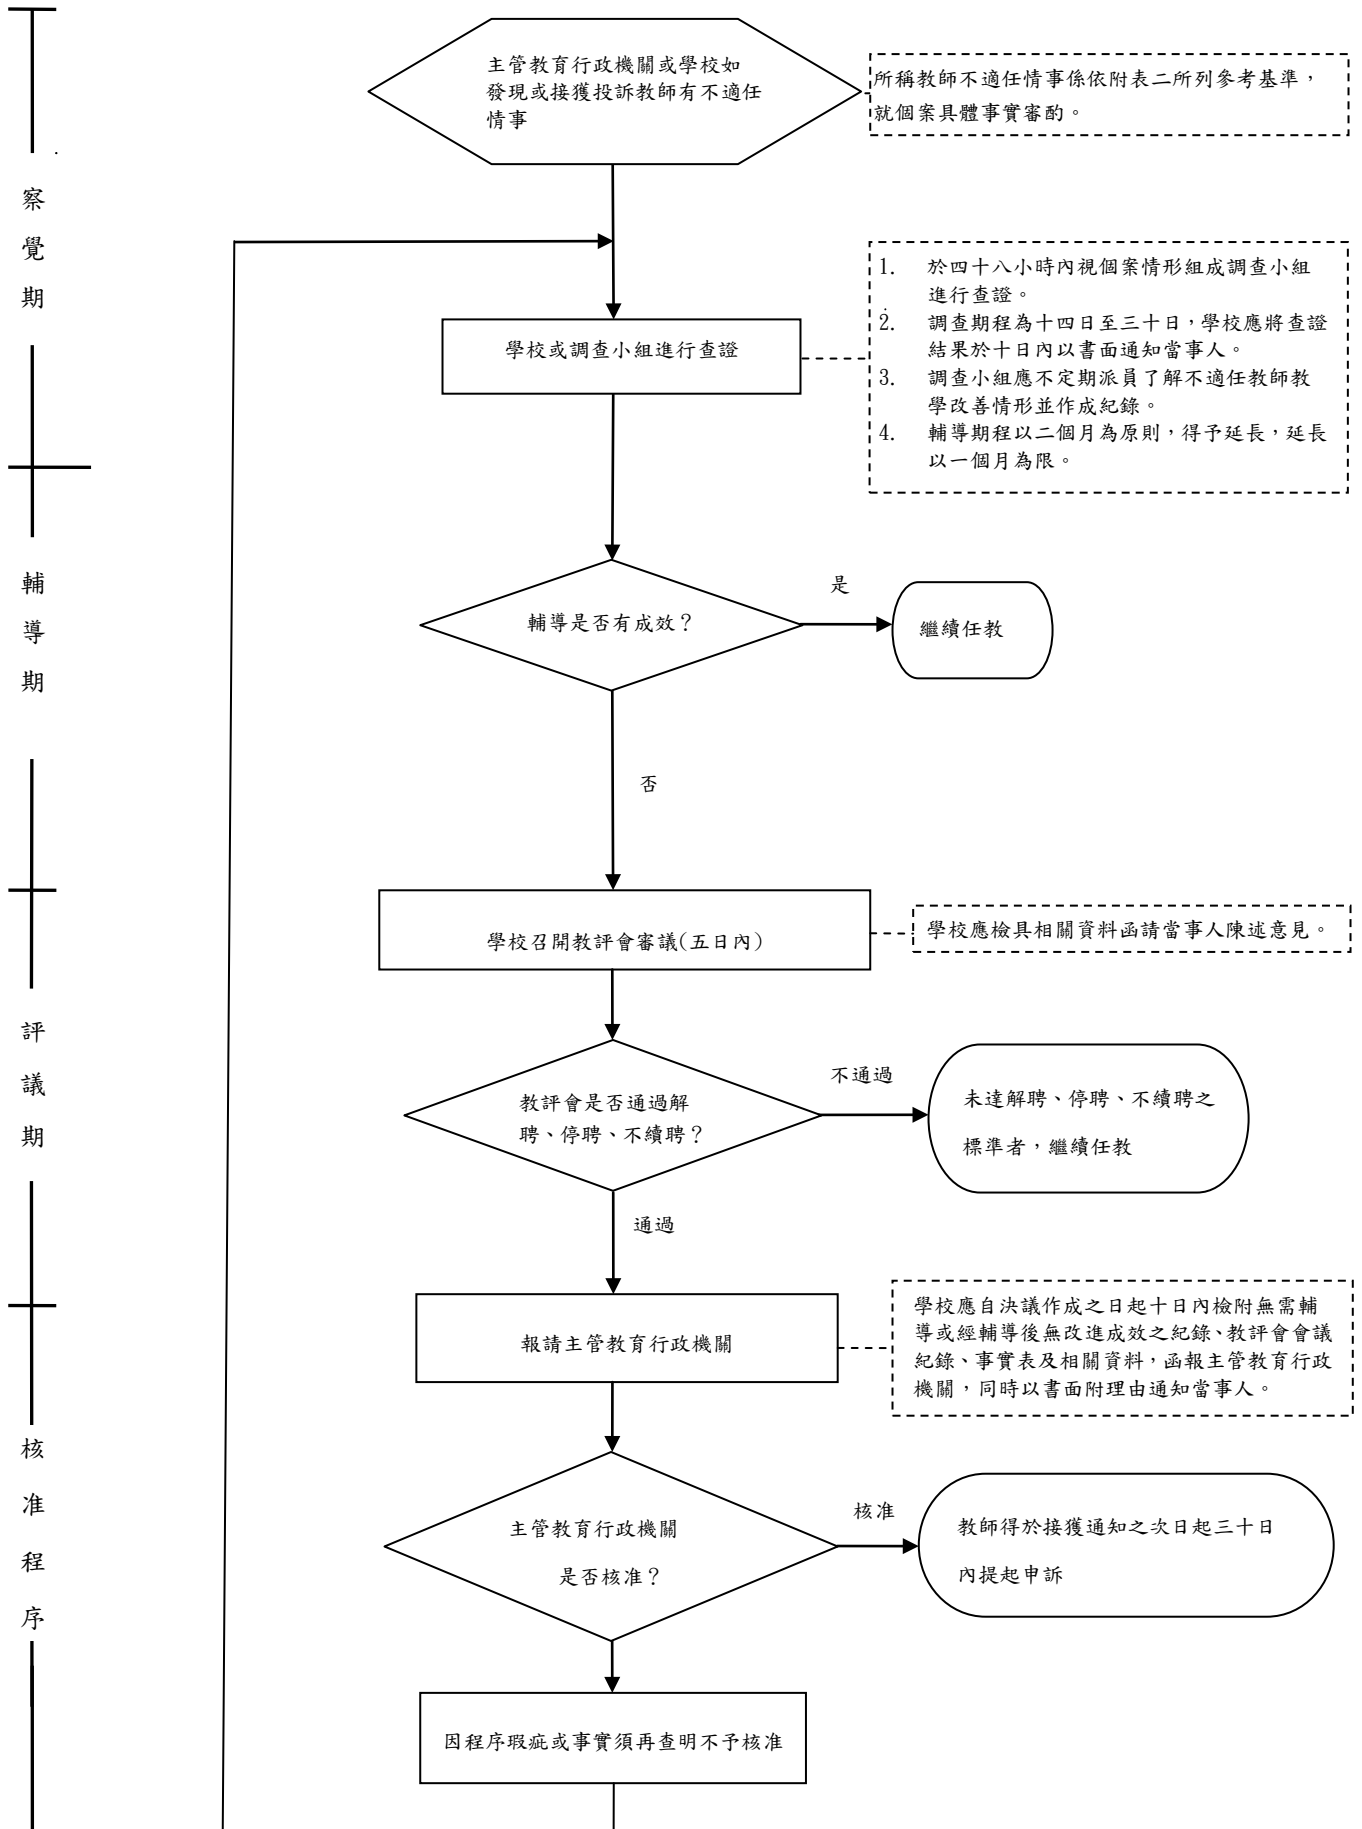 主管教育行政機關或學校如
發現或接獲投訴教師有不適任
情事
所稱教師不適任情事係依附表二所列參考基準，
就個案具體事實審酌。
察
覺
期
1. 於四十八小時內視個案情形組成調查小組
進行查證。
2. 調查期程為十四日至三十日，學校應將查證
結果於十日內以書面通知當事人。
3. 調查小組應不定期派員了解不適任教師教
學改善情形並作成紀錄。
4. 輔導期程以二個月為原則，得予延長，延長
以一個月為限。
學校或調查小組進行查證
輔
導
期
輔導是否有成效？
是
繼續任教
否
學校召開教評會審議(五日內)
學校應檢具相關資料函請當事人陳述意見。
評
議
期
教評會是否通過解
聘、停聘、不續聘？
不通過
未達解聘、停聘、不續聘之
標準者，繼續任教
通過
報請主管教育行政機關
學校應自決議作成之日起十日內檢附無需輔
導或經輔導後無改進成效之紀錄、教評會會議
紀錄、事實表及相關資料，函報主管教育行政
機關，同時以書面附理由通知當事人。
核
准
程
序
主管教育行政機關
是否核准？
核准
教師得於接獲通知之次日起三十日
內提起申訴
因程序瑕疵或事實須再查明不予核准